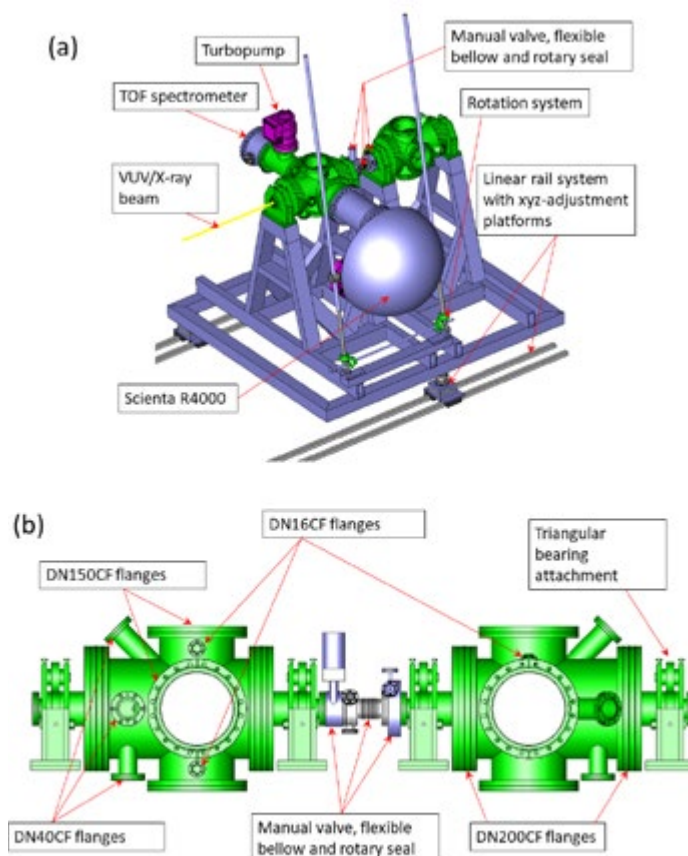 (a)
Turbopump
TOF spectrometer
VUV/X-ray
beam
Manual valve, flexible
bellow and rotary seal
Rotation system
Linear rail system
with xyz-adjustment
platforms
Scienta R4000
(b)
DN16CF flanges
DN150CF flanges
Triangular
bearing
attachment
DN40CF flanges
Manual valve, flexible
bellow and rotary seal
DN200CF flanges